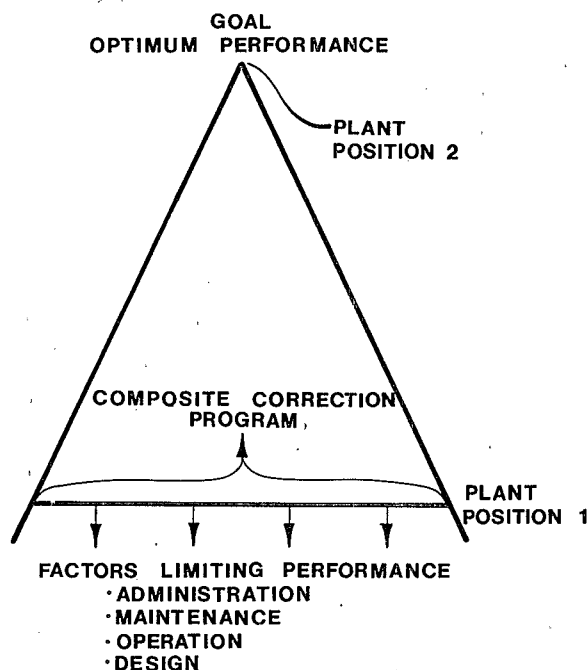 GOAL
OPTIMUM PERFORMANCE
PLANT
POSITION 2
COMPOSITE CORRECTION
PROGRAM
PLANT
POSITION 1
FACTORS LIMITING PERFORMANCE
·ADMINISTRATION
·MAINTENANCE
·OPERATION
·DESIGN